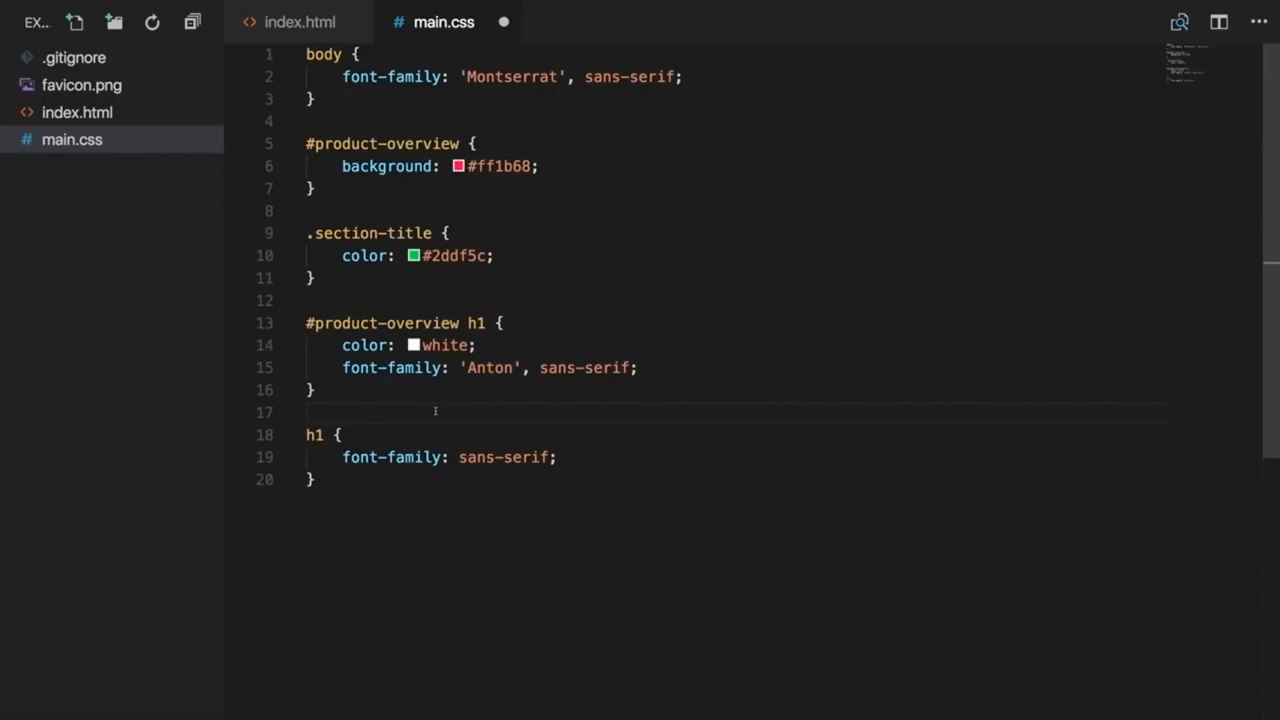 EX...
index.html
main.css
.gitignore
favicon.png
index.html
main.css
1 body {
2 font-family: 'Montserrat', sans-serif;
3 }
4
5 #product-overview {
6 background: #ff1b68;
7 }
8
9 .section-title {
10 color: #2ddf5c;
11 }
12
13 #product-overview h1 {
14 color: white;
15 font-family: 'Anton', sans-serif;
16 }
17
18 h1 {
19 font-family: sans-serif;
20 }